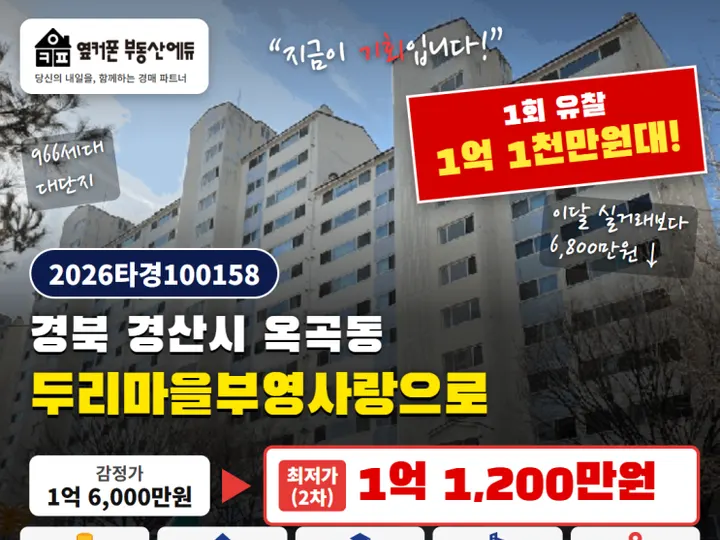 옆커폰 부동산에듀
당신의 내일을, 함께하는 경매 파트너
“지금이 기회입니다!”
1회 유찰
1억 1천만원대!
966세대
대단지
이달 실거래보다
6,800만원↓
2026타경100158
경북 경산시 옥곡동
두리마을부영사랑으로
감정가
1억 6,000만원
최저가
(2차)
1억 1,200만원